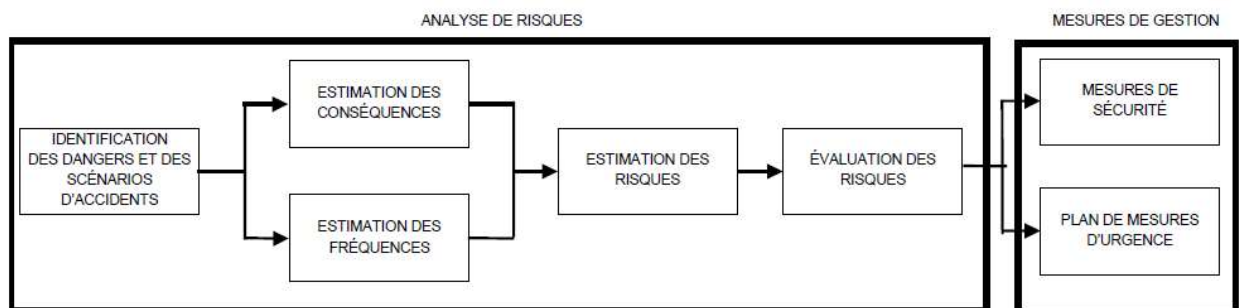 ANALYSE DE RISQUES
MESURES DE GESTION
IDENTIFICATION
DES DANGERS ET DES
SCÉNARIOS
D'ACCIDENTS
ESTIMATION DES
CONSÉQUENCES
ESTIMATION DES
FRÉQUENCES
ESTIMATION DES
RISQUES
ÉVALUATION DES
RISQUES
MESURES DE
SÉCURITÉ
PLAN DE MESURES
D'URGENCE